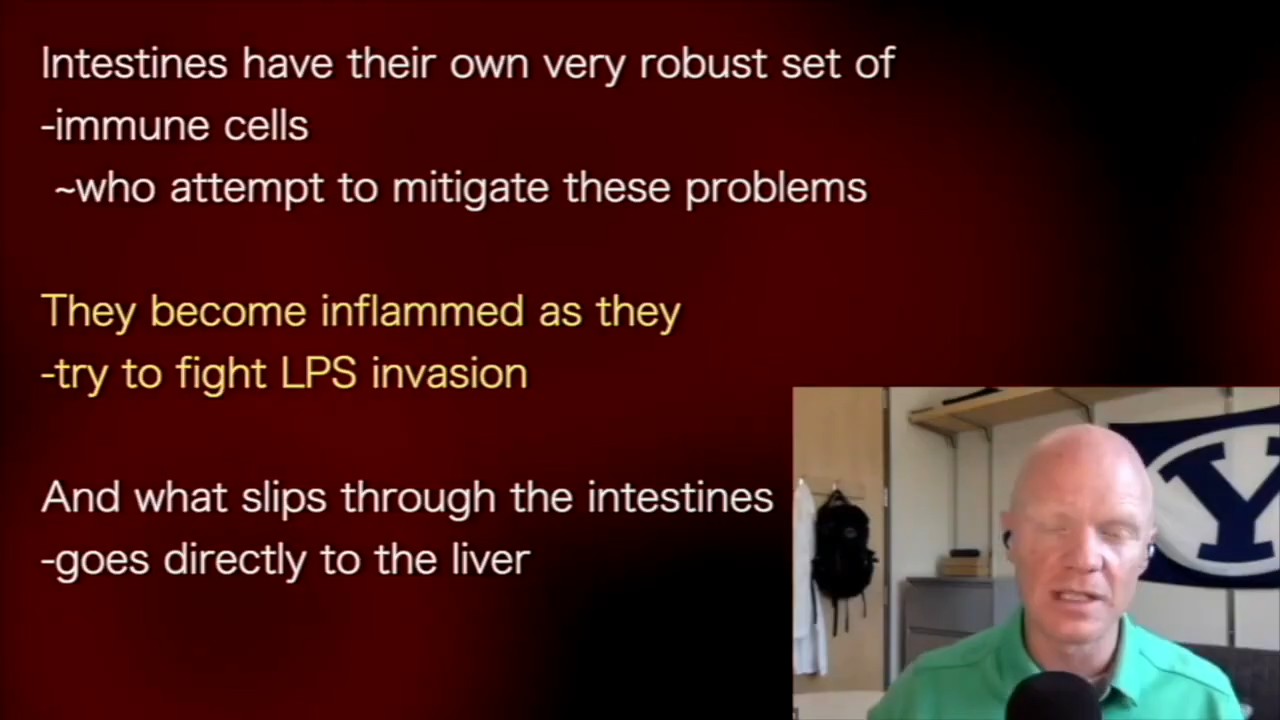 Intestines have their own very robust set of
-immune cells
~who attempt to mitigate these problems
They become inflammed as they
-try to fight LPS invasion
And what slips through the intestines
-goes directly to the liver
Y